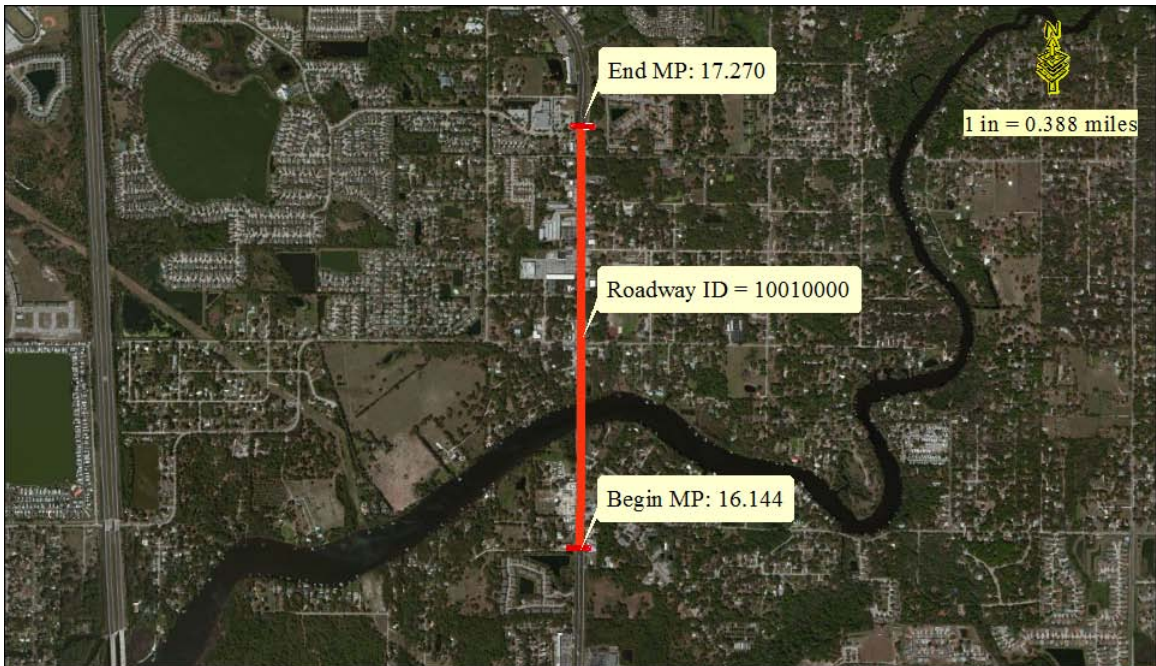 End MP: 17.270
N
1 in = 0.388 miles
Roadway ID = 10010000
Begin MP: 16.144